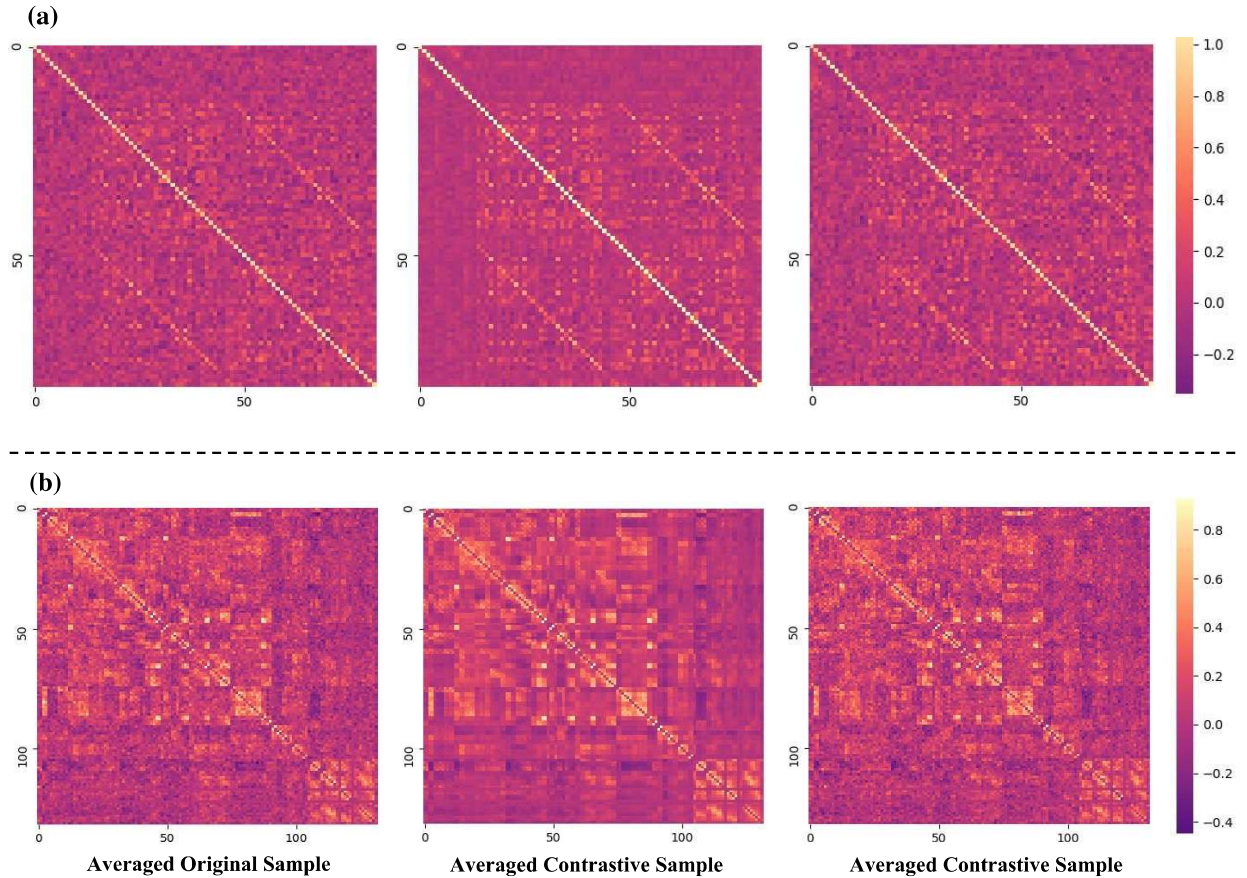 (a)
0 0 0 1.0
0.8
0.6
0.4
50 50 50 0.2
0.0
−0.2
0 50 0 50 0 50
(b)
0 0 0 0.8
0.6
50 50 50 0.4
0.2
0.0
100 100 100 −0.2
−0.4
0 50 100 0 50 100 0 50 100
Averaged Original Sample Averaged Contrastive Sample Averaged Contrastive Sample